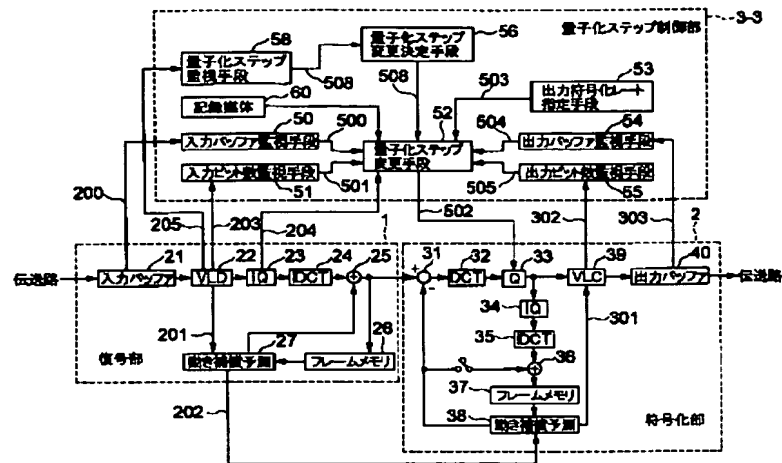 3-3
量子化ステップ制御部
58
量子化ステップ
監視手段
508
56
量子化ステップ
変更決定手段
508
503
53
出力符号化レート
指定手段
60
記録媒体
50
入力バッファ監視手段
500
52
量子化ステップ
変更手段
504
54
出力バッファ監視手段
入力ビット数監視手段
51
501
505
出力ビット数監視手段
55
200
205
203
204
502
302
303
1
2
伝送路
21
入力バッファ
22
VLD
23
IQ
24
IDCT
25
+
31
+
-
32
DCT
33
Q
39
VLC
40
出力バッファ
伝送路
201
27
動き補償予測
26
フレームメモリ
復号部
202
34
IQ
35
IDCT
36
+
37
フレームメモリ
38
動き補償予測
301
符号化部